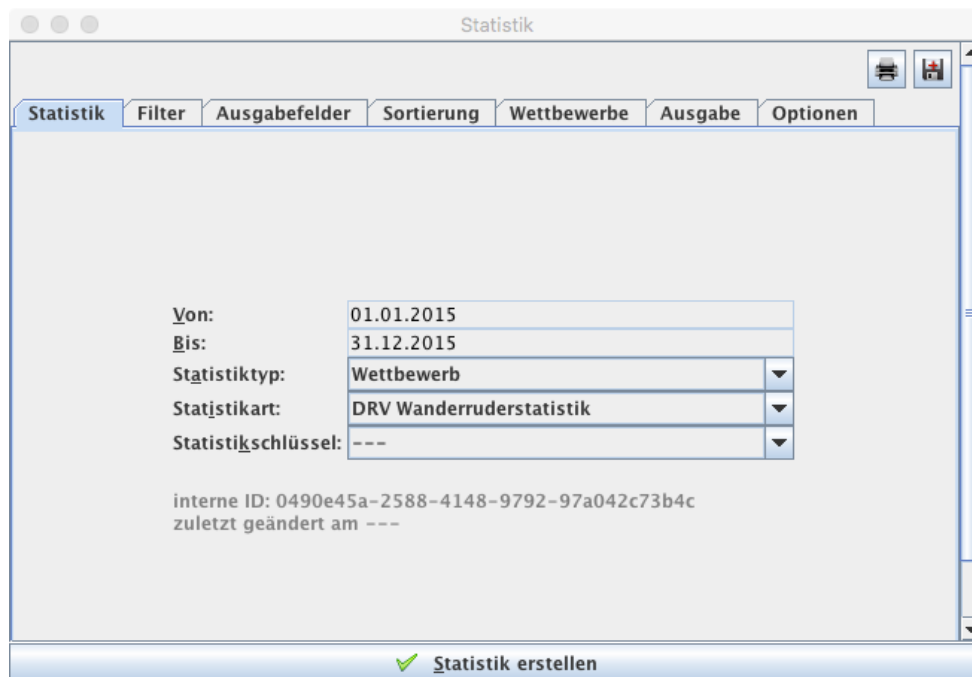 Statistik
Statistik Filter Ausgabefelder Sortierung Wettbewerbe Ausgabe Optionen
Von: 01.01.2015
Bis: 31.12.2015
Statistiktyp: Wettbewerb
Statistikart: DRV Wanderruderstatistik
Statistikschlüssel: ---
interne ID: 0490e45a-2588-4148-9792-97a042c73b4c
zuletzt geändert am ---
Statistik erstellen